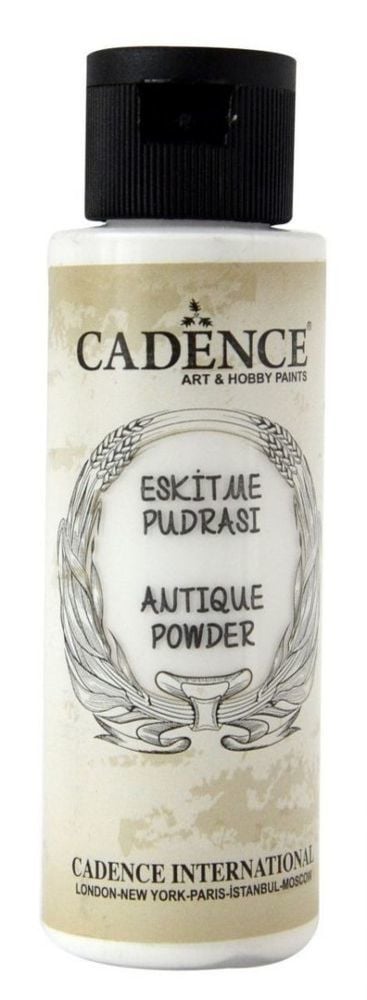 CADENCE®
ART & HOBBY PAINTS
ESKİTME
PUDRASI
ANTIQUE
POWDER
CADENCE INTERNATIONAL
LONDON-NEW YORK-PARIS-İSTANBUL-MOSCOW